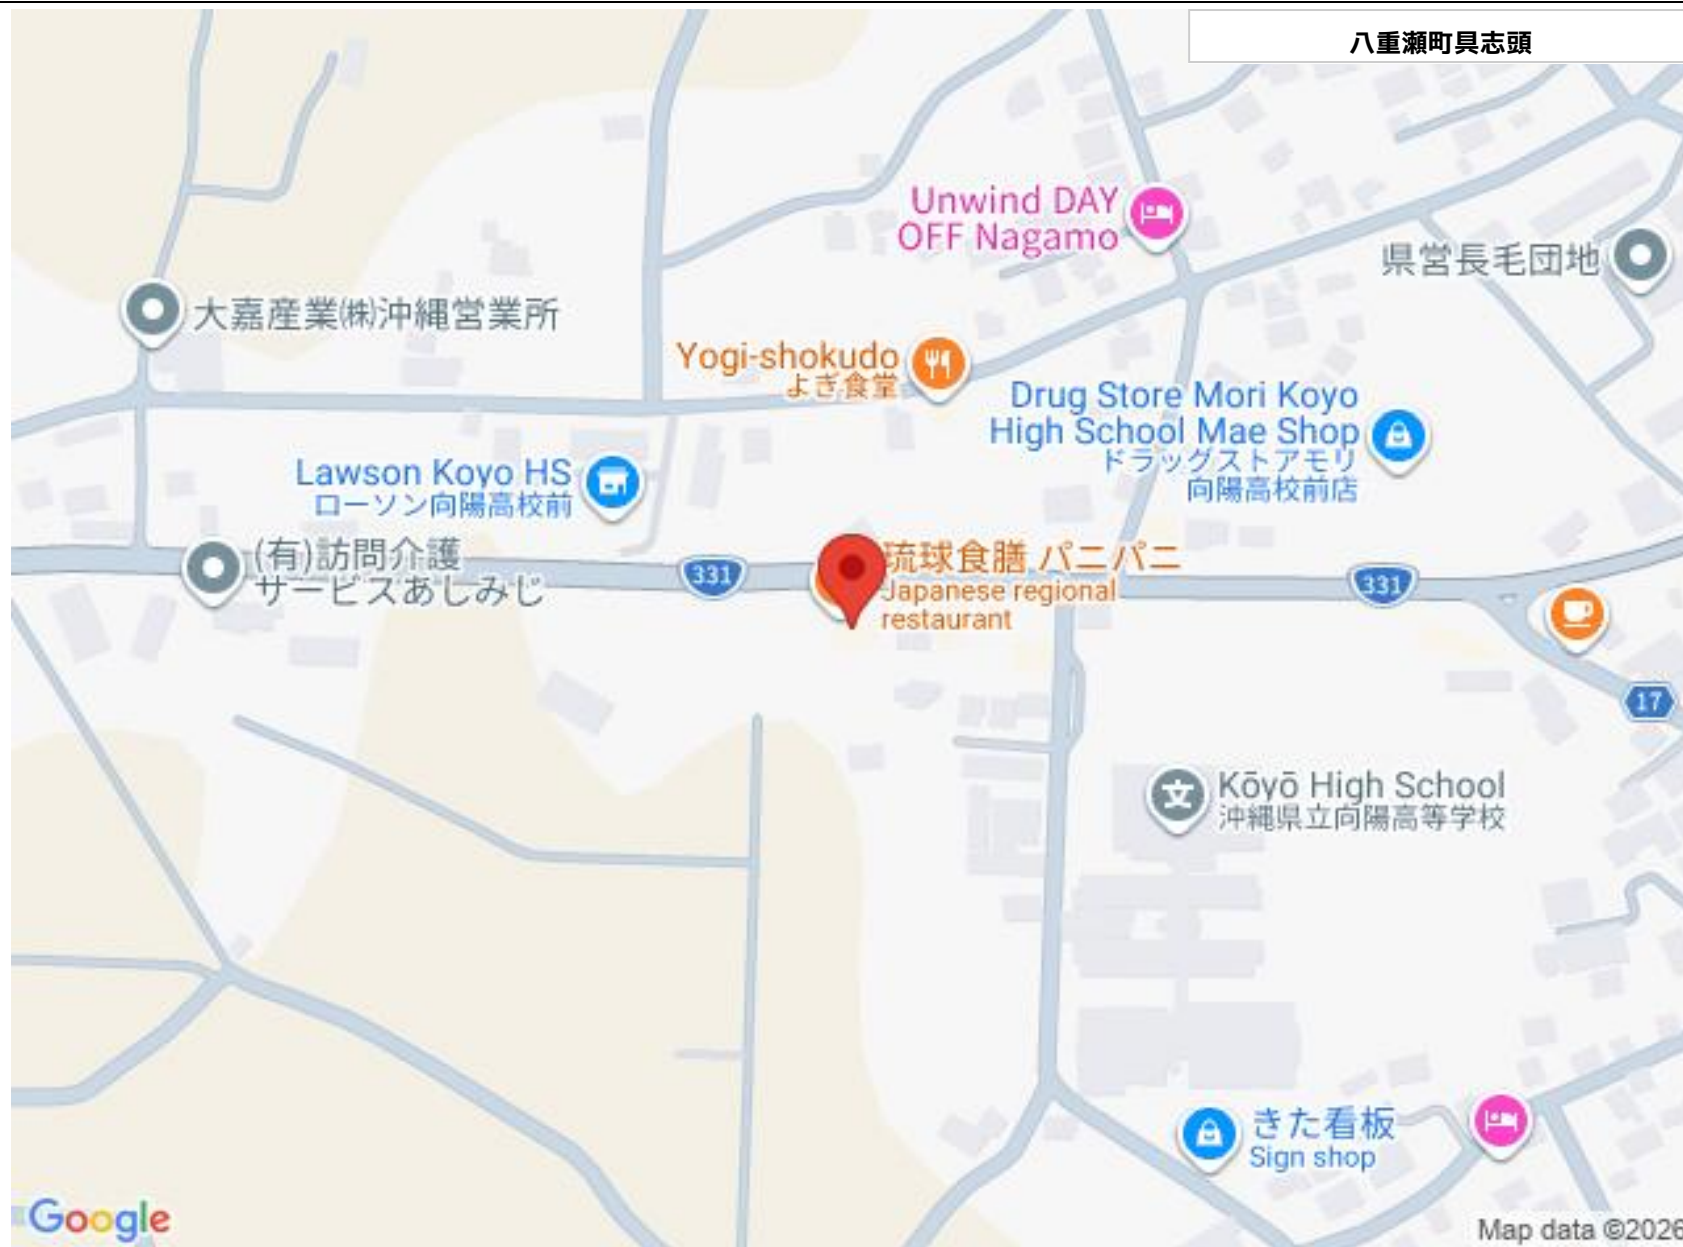 八重瀬町具志頭
Unwind DAY
OFF Nagamo
県営長毛団地
大嘉産業㈱沖縄営業所
Yogi-shokudo
よぎ食堂
Drug Store Mori Koyo
High School Mae Shop
ドラッグストアモリ
向陽高校前店
Lawson Koyo HS
ローソン向陽高校前
(有)訪問介護
サービスあしみじ
331
琉球食膳 パニパニ
Japanese regional
restaurant
331
17
文
Kōyō High School
沖縄県立向陽高等学校
きた看板
Sign shop
Google
Map data ©2026